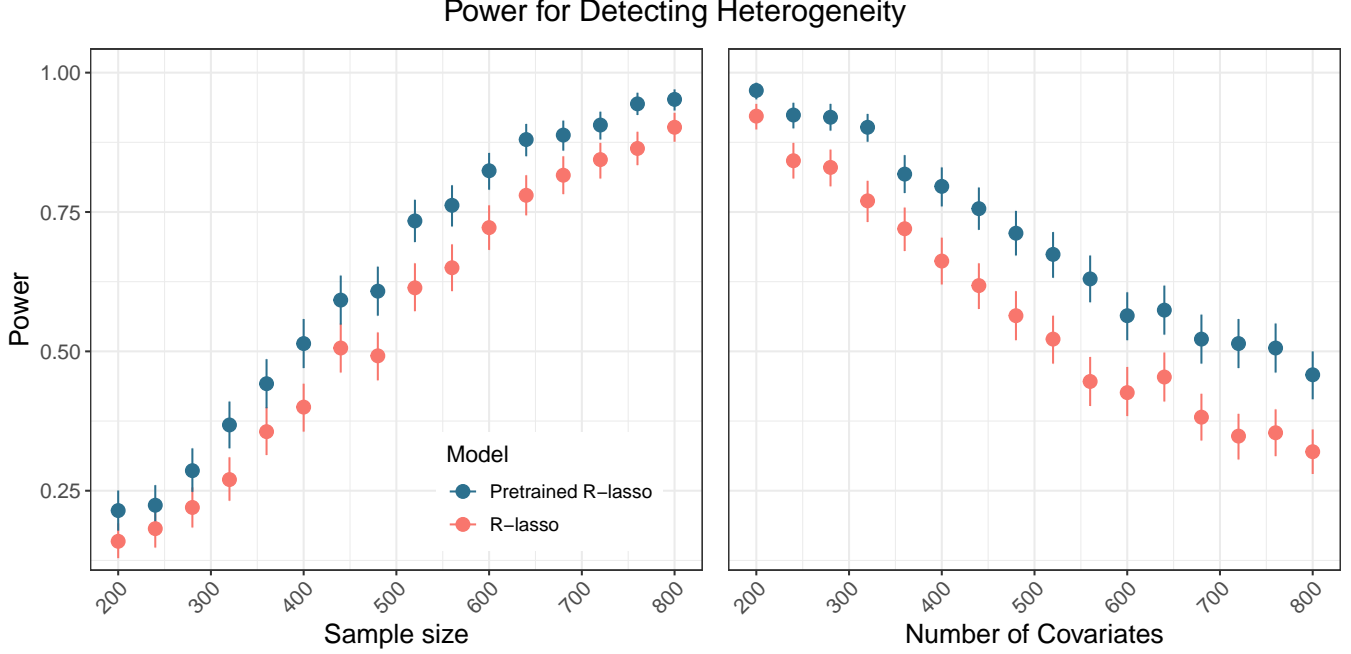 Power for Detecting Heterogeneity
Power
1.00
0.75
0.50
0.25
Model
Pretrained R−lasso
R−lasso
200 300 400 500 600 700 800
Sample size
200 300 400 500 600 700 800
Number of Covariates